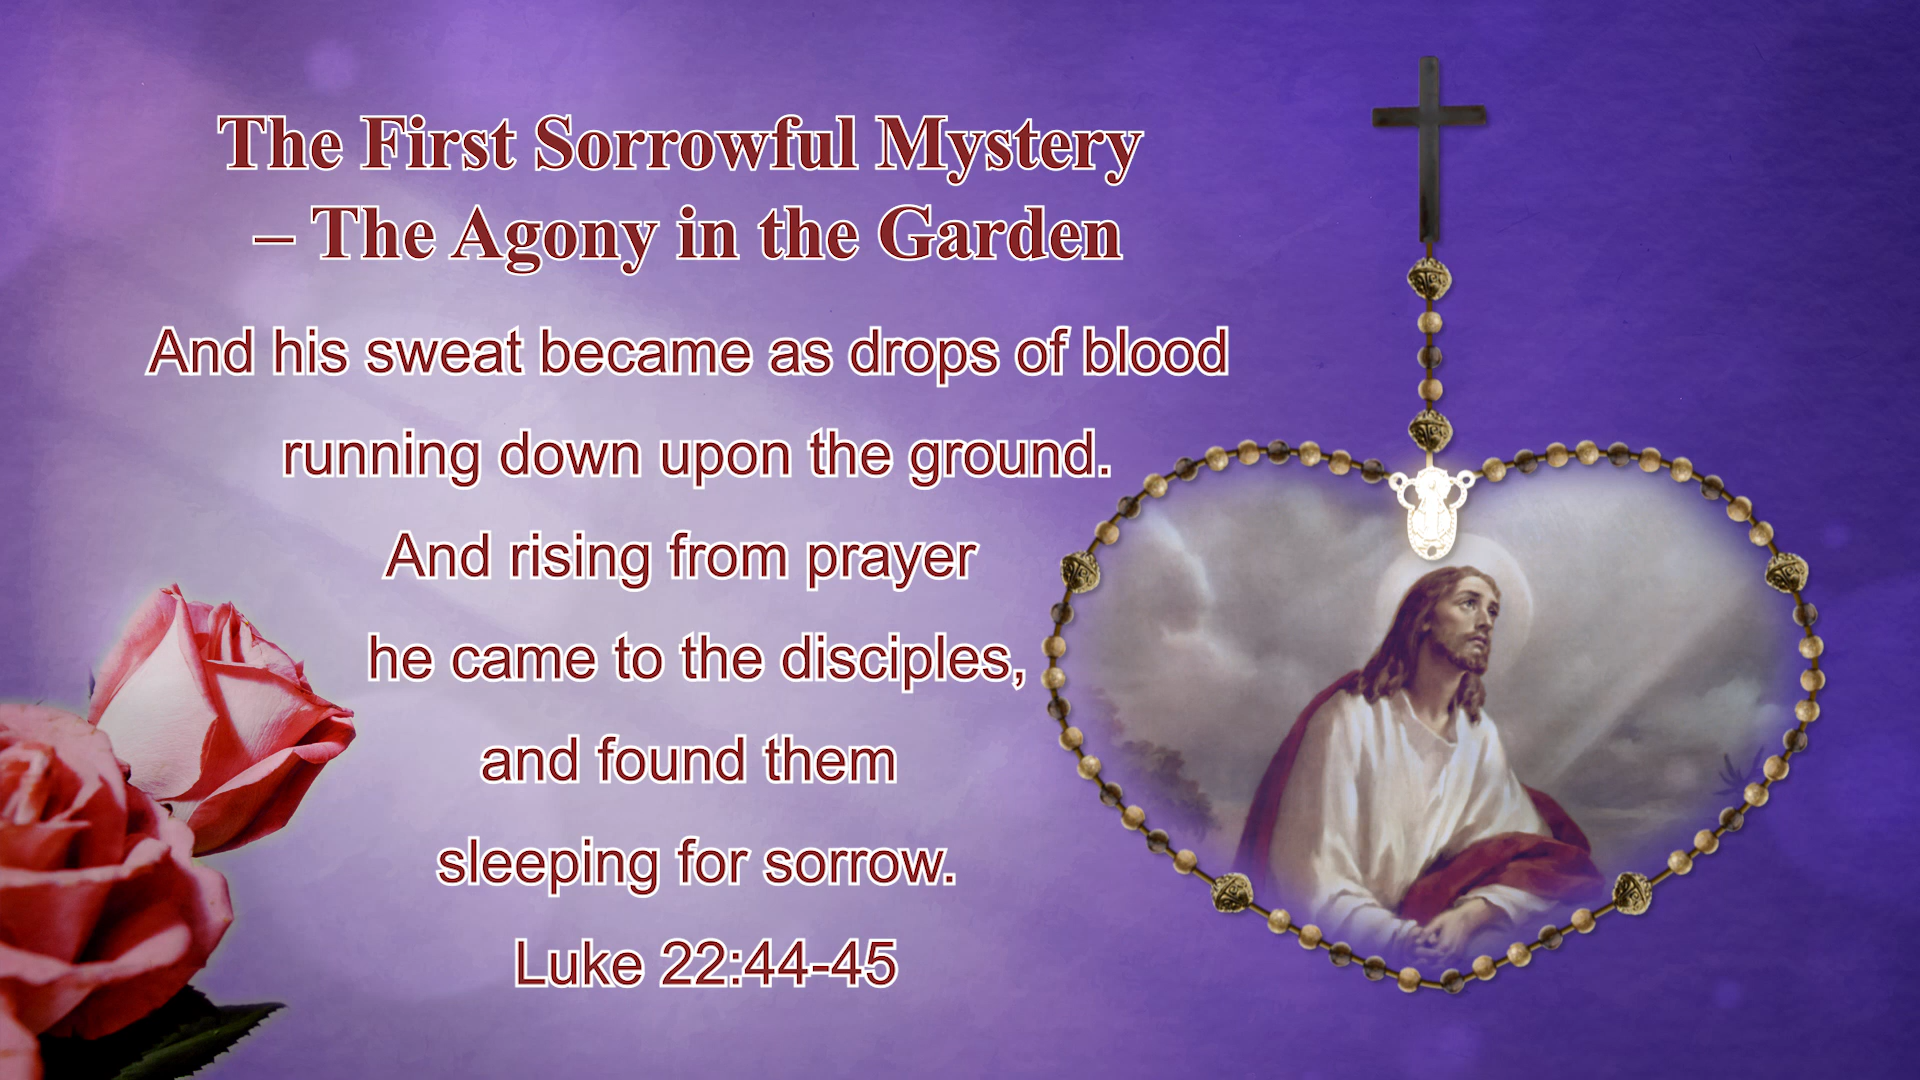 The First Sorrowful Mystery
– The Agony in the Garden
And his sweat became as drops of blood
running down upon the ground.
And rising from prayer
he came to the disciples,
and found them
sleeping for sorrow.
Luke 22:44-45